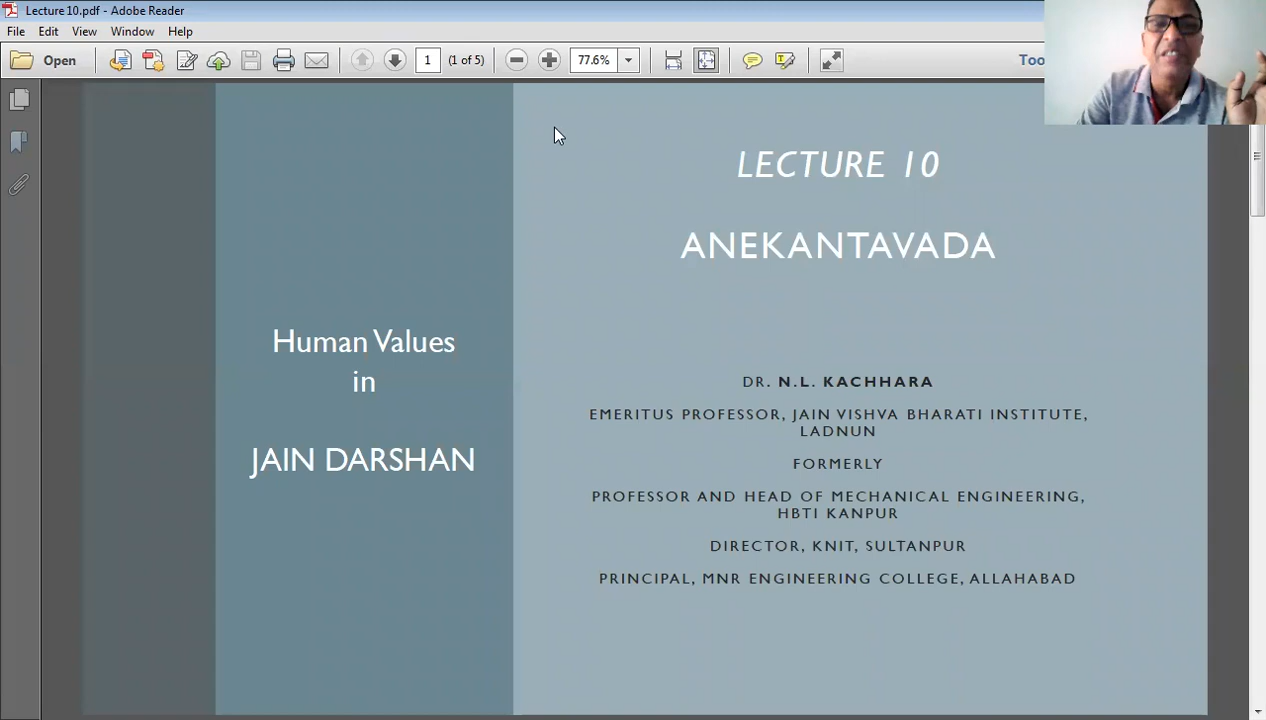 Lecture 10.pdf - Adobe Reader
File Edit View Window Help
Open 1 (1 of 5) 77.6%
LECTURE 10
ANEKANTAVADA
Human Values
in
JAIN DARSHAN
DR. N.L. KACHHARA
EMERITUS PROFESSOR, JAIN VISHVA BHARATI INSTITUTE,
LADNUN
FORMERLY
PROFESSOR AND HEAD OF MECHANICAL ENGINEERING,
HBTI KANPUR
DIRECTOR, KNIT, SULTANPUR
PRINCIPAL, MNR ENGINEERING COLLEGE, ALLAHABAD